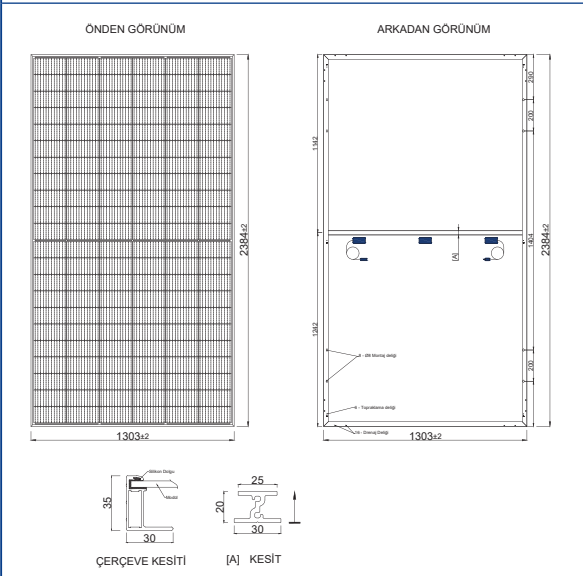 ÖNDEN GÖRÜNÜM
ARKADAN GÖRÜNÜM
2384±2
1303±2
290
200
1142
1404
2384±2
[A]
1242
8 - Ø8 Montaj deliği
200
6 - Topraklama deliği
16 - Drenaj Deliği
1303±2
Silikon Dolgu
Modül
35
30
25
20
30
ÇERÇEVE KESİTİ
[A] KESİT